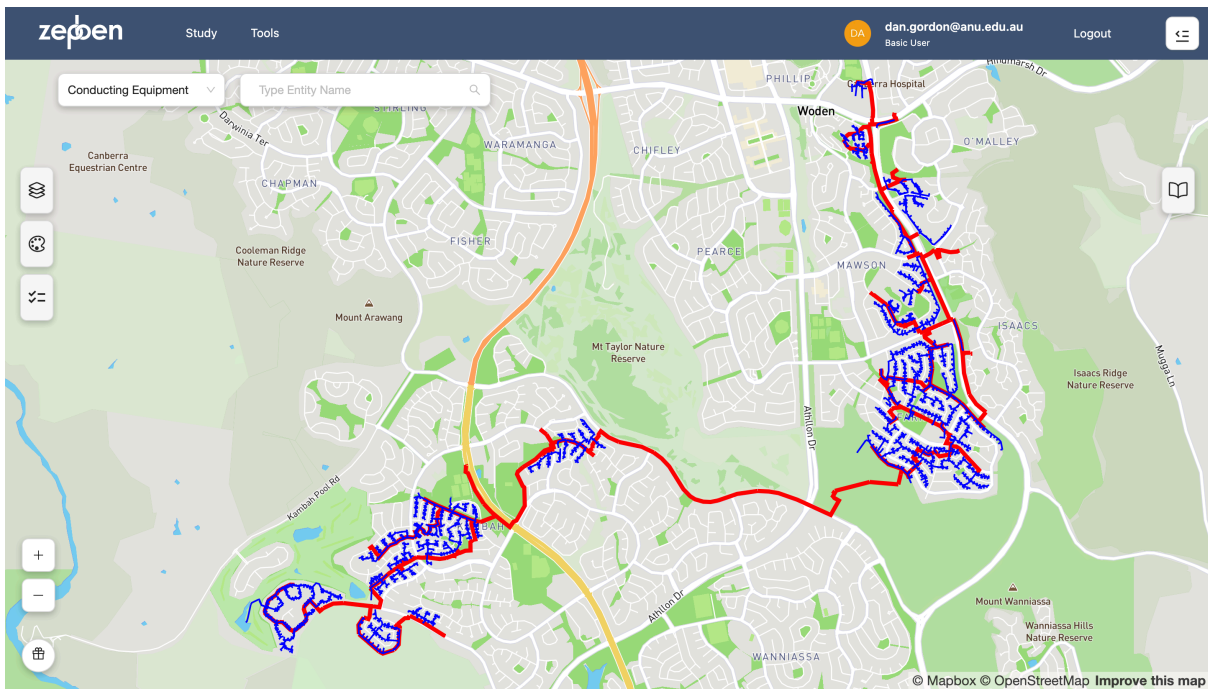 zepben
Study
Tools
DA
dan.gordon@anu.edu.au
Basic User
Logout
Conducting Equipment
Type Entity Name
Hindmarsh Dr
PHILLIP
Woden
STIRLING
Darwinia Ter
WARAMANGA
CHIFLEY
O'MALLEY
Canberra
Equestrian Centre
CHAPMAN
FISHER
PEARCE
MAWSON
Cooleman Ridge
Nature Reserve
Mount Arawang
Mt Taylor Nature
Reserve
ISAACS
Isaacs Ridge
Nature Reserve
Mugga Ln
Athllon Dr
Kambah Pool Rd
Athllon Dr
Mount Wanniassa
Wanniassa Hills
Nature Reserve
WANNIASSA
© Mapbox © OpenStreetMap Improve this map